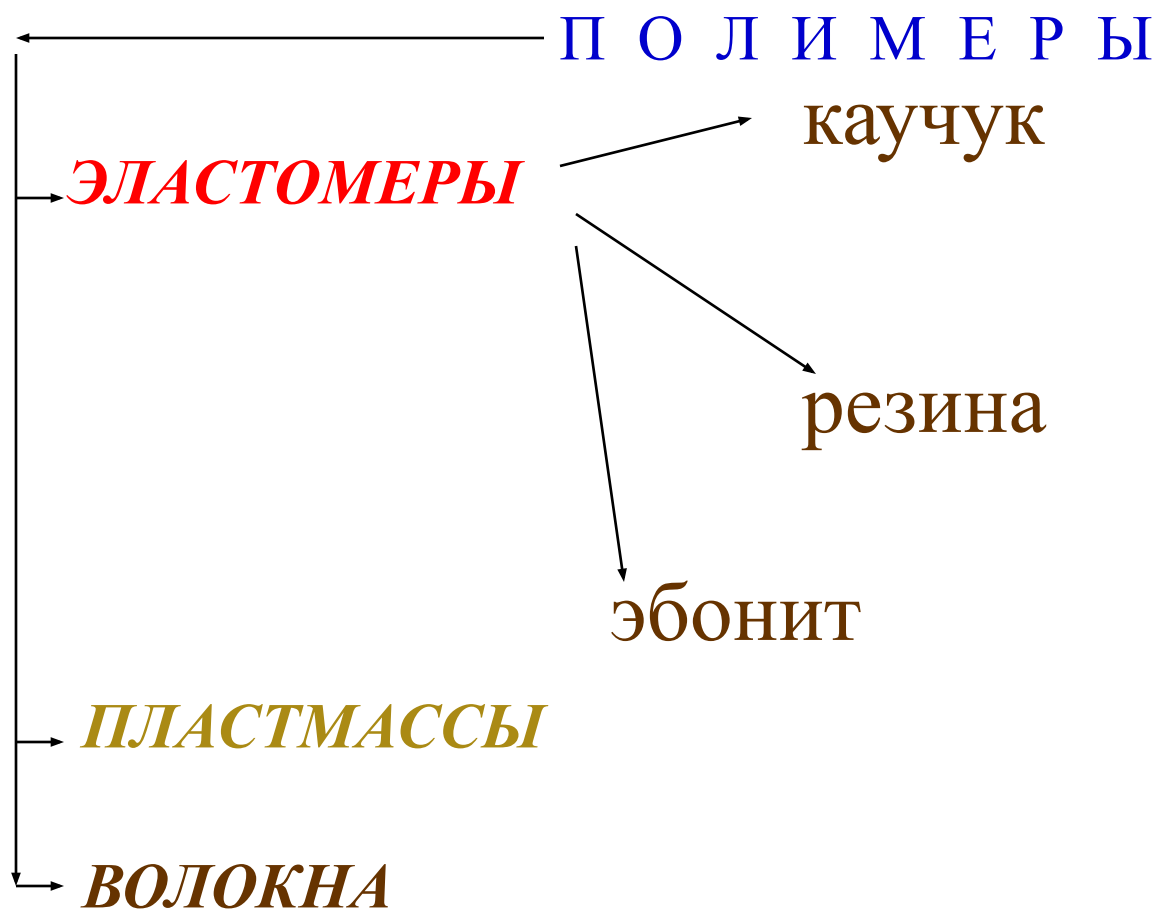 П О Л И М Е Р Ы
каучук
ЭЛАСТОМЕРЫ
резина
эбонит
ПЛАСТМАССЫ
ВОЛОКНА